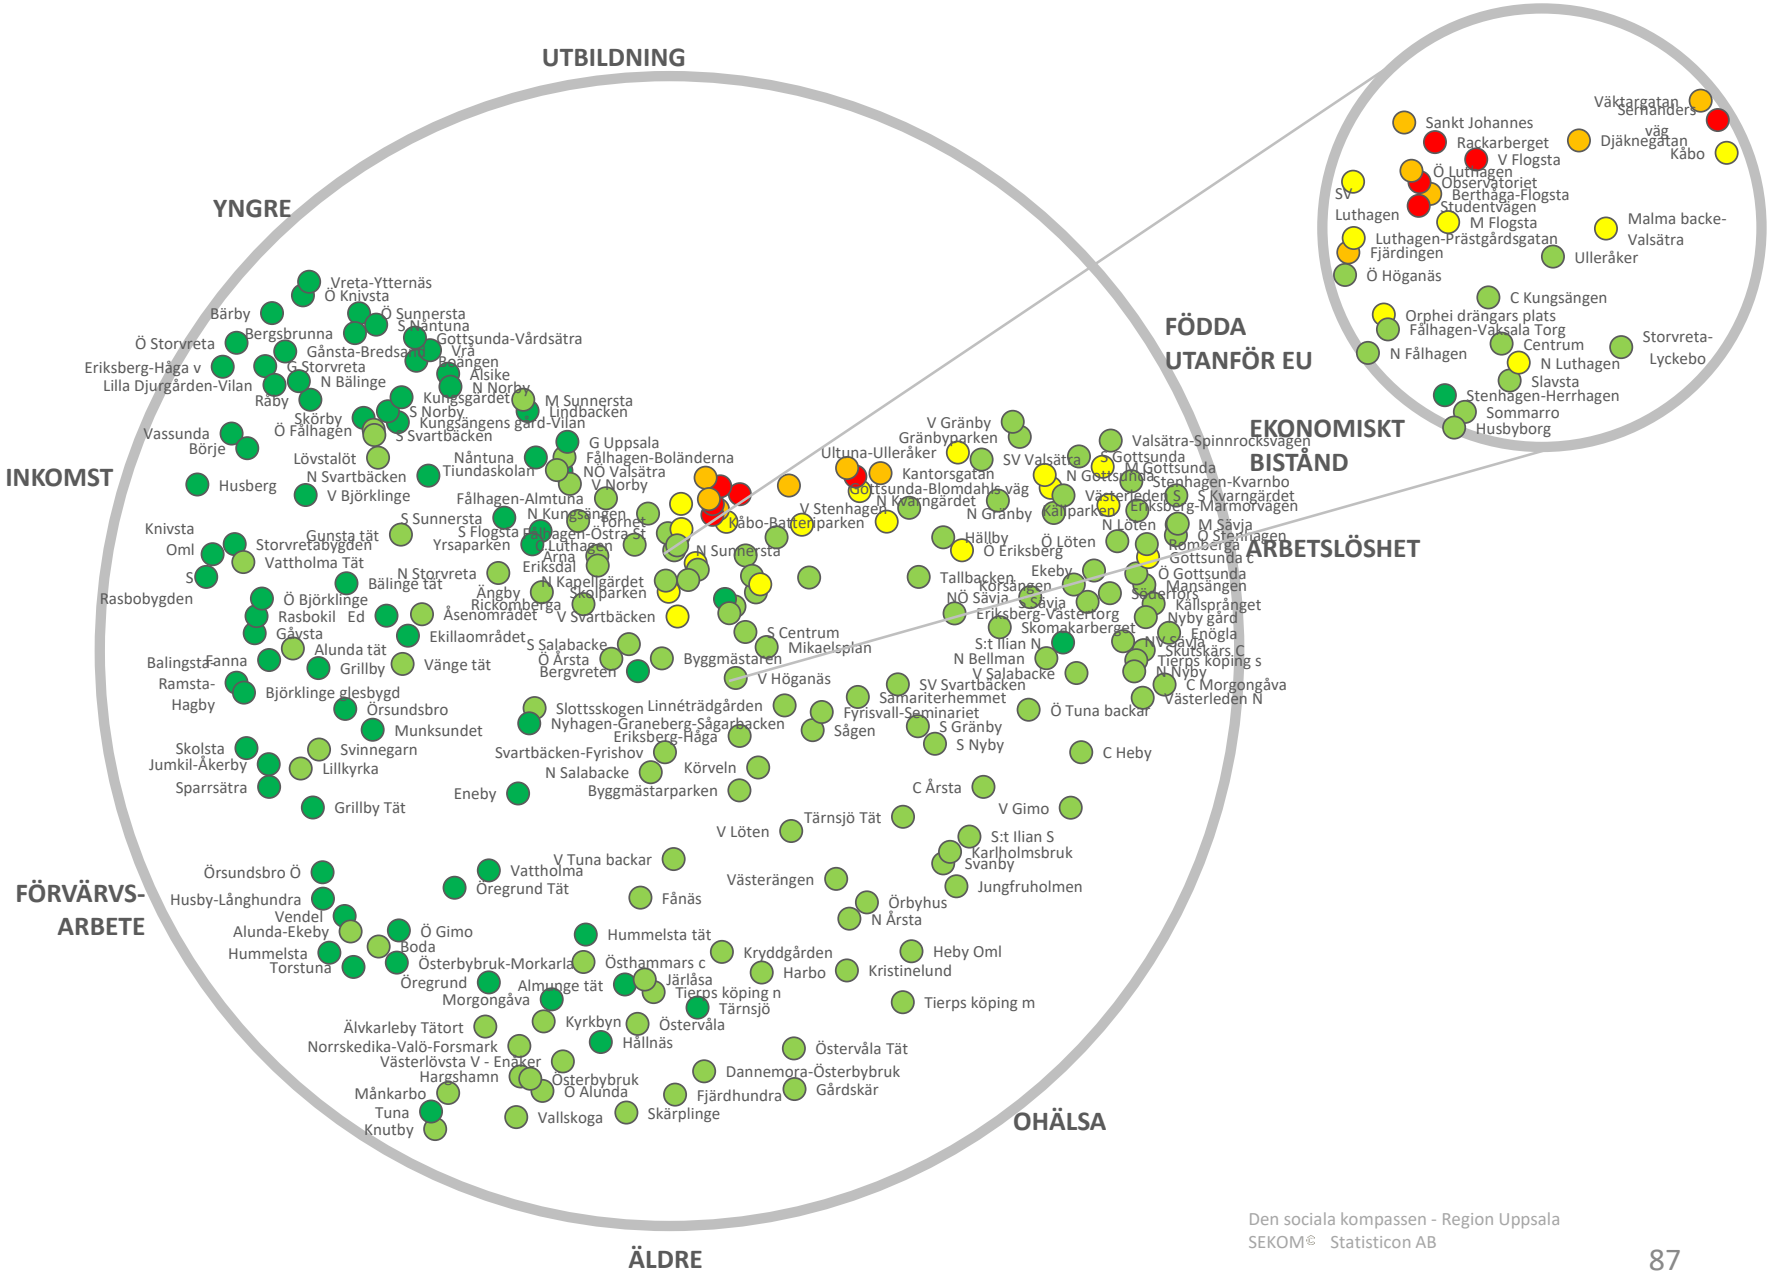 UTBILDNING
YNGRE
INKOMST
FÖRVÄRVS-
ARBETE
ÄLDRE
OHÄLSA
ARBETSLÖSHET
EKONOMISKT
BISTÅND
FÖDDA
UTANFÖR EU
Väktargatan
Sernanders
väg
Sankt Johannes
Rackarberget
Djäknegatan
Kåbo
V Flogsta
Ö Luthagen
Observatoriet
Berthåga-Flogsta
SV
Luthagen
Studentvägen
M Flogsta
Malma backe-
Valsätra
Luthagen-Prästgårdsgatan
Fjärdingen
Ulleråker
Ö Höganäs
C Kungsängen
Orphei drängars plats
Fålhagen-Vaksala Torg
Centrum
Storvreta-
Lyckebo
N Fålhagen
N Luthagen
Slavsta
Stenhagen-Herrhagen
Sommarro
Husbyborg
Vreta-Ytternäs
Ö Knivsta
Bärby
Ö Sunnersta
S Nåntuna
Bergsbrunna
Gottsunda-Vårdsätra
Ö Storvreta
Gånsta-Bredsand
Vrå
Boängen
Eriksberg-Håga v
G Storvreta
Alsike
Lilla Djurgården-Vilan
N Bälinge
N Norby
Råby
Kungsgärdet
M Sunnersta
Skörby
S Norby
Lindbacken
Kungsängens gård-Vilan
Vassunda
Ö Fålhagen
S Svartbäcken
Börje
G Uppsala
Lövstalöt
Nåntuna
Fålhagen-Boländerna
N Svartbäcken
Tiundaskolan
NÖ Valsätra
Husberg
V Björklinge
V Norby
Fålhagen-Almtuna
S Sunnersta
N Kungsängen
Tornet
Knivsta
Oml
Gunsta tät
S Flogsta
Fålhagen-Östra St
Storvretabygden
Yrsaparken
C Luthagen
Vattholma Tät
Årna
S
Rasbobygden
N Storvreta
Eriksdal
Bälinge tät
N Kapellgärdet
Ängby
Skolparken
Ö Björklinge
Rickomberga
Rasbokil
Ed
Åsenområdet
V Svartbäcken
Gåvsta
Ekillaområdet
Alunda tät
S Salabacke
Balingsta-
Fanna
Grillby
Vänge tät
Ö Årsta
Byggmästaren
Bergvreten
Ramsta-
Hagby
Björklinge glesbygd
Örsundsbro
Munksundet
Slottsskogen
Nyhagen-Graneberg-Sågarbacken
Linnéträdgården
Eriksberg-Håga
Skolsta
Svinnegarn
Svartbäcken-Fyrishov
Jumkil-Åkerby
Lillkyrka
N Salabacke
Körveln
Sparrsätra
Byggmästarparken
Grillby Tät
Eneby
V Gränby
Gränbyparken
Ultuna-Ulleråker
Kantorsgatan
Gottsunda-Blomdahls väg
V Stenhagen
N Kvarngärdet
Kåbo-Batteriparken
N Sunnersta
SV Valsätra
Valsätra-Spinnrocksvägen
S Gottsunda
M Gottsunda
N Gottsunda
Stenhagen-Kvarnbo
Västerleden S
S Kvarngärdet
N Gränby
Källparken
Eriksberg-Marmorvägen
N Löten
M Sävja
Ö Stenhagen
Hällby
Ö Löten
Romberga
Ö Eriksberg
Gottsunda c
Ekeby
Ö Gottsunda
Tallbacken
Korsängen
Mansängen
NÖ Sävja
S Sävja
Söderfors
Källsprånget
Eriksberg-Västertorg
Nyby gård
Skomakarberget
Enögla
S Centrum
Mikaelsplan
S:t Ilian N
NV Sävja
Skutskärs C
N Bellman
Tierps köping s
V Höganäs
V Salabacke
N Nyby
SV Svartbäcken
C Morgongåva
Västerleden N
Samariterhemmet
Fyrisvall-Seminariet
Ö Tuna backar
Sågen
S Gränby
S Nyby
C Heby
C Årsta
V Gimo
Tärnsjö Tät
V Löten
S:t Ilian S
Karlholmsbruk
Svanby
V Tuna backar
Västerängen
Jungfruholmen
Fånäs
Örbyhus
N Årsta
Örsundsbro Ö
Vattholma
Öregrund Tät
Husby-Långhundra
Vendel
Alunda-Ekeby
Ö Gimo
Boda
Hummelsta tät
Hummelsta
Torstuna
Österbybruk-Morkarla
Östhammars c
Kryddgården
Heby Oml
Öregrund
Almunge tät
Järlåsa
Harbo
Kristinelund
Morgongåva
Tierps köping n
Tärnsjö
Tierps köping m
Älvkarleby Tätort
Kyrkbyn
Östervåla
Norrskedika-Valö-Forsmark
Hållnäs
Östervåla Tät
Västerlövsta V - Enåker
Hargshamn
Österbybruk
Dannemora-Österbybruk
Månkarbo
Ö Alunda
Fjärdhundra
Gårdskär
Tuna
Vallskoga
Skärplinge
Knutby
Den sociala kompassen - Region Uppsala
SEKOM© Statisticon AB
87